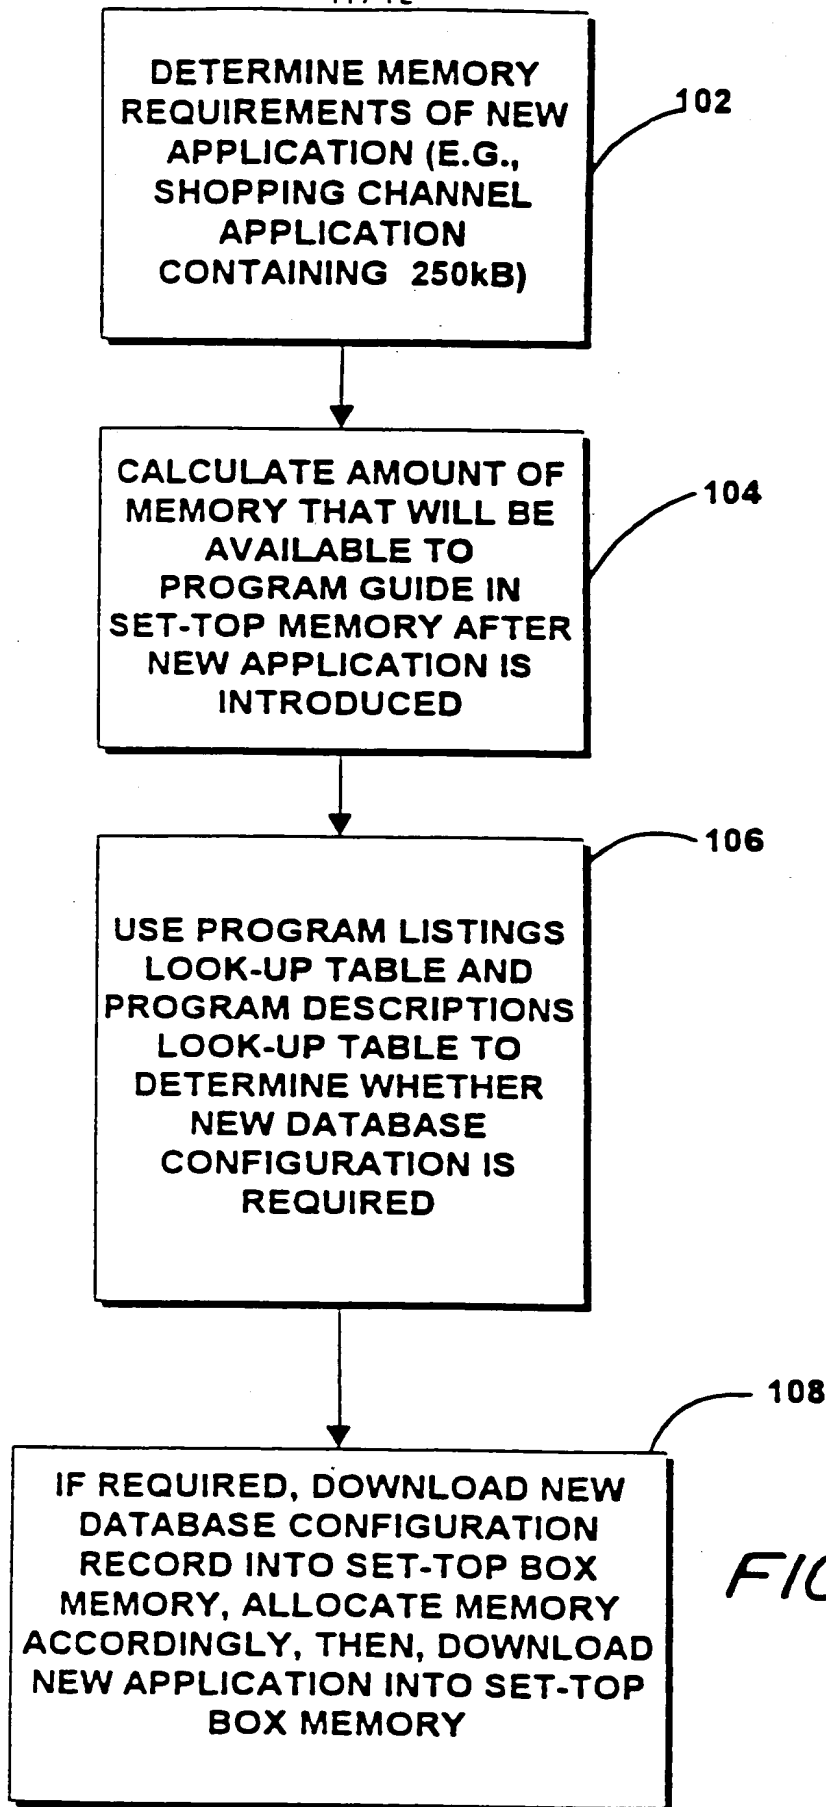 DETERMINE MEMORY
REQUIREMENTS OF NEW
APPLICATION (E.G.,
SHOPPING CHANNEL
APPLICATION
CONTAINING 250kB)
102
CALCULATE AMOUNT OF
MEMORY THAT WILL BE
AVAILABLE TO
PROGRAM GUIDE IN
SET-TOP MEMORY AFTER
NEW APPLICATION IS
INTRODUCED
104
USE PROGRAM LISTINGS
LOOK-UP TABLE AND
PROGRAM DESCRIPTIONS
LOOK-UP TABLE TO
DETERMINE WHETHER
NEW DATABASE
CONFIGURATION IS
REQUIRED
106
IF REQUIRED, DOWNLOAD NEW
DATABASE CONFIGURATION
RECORD INTO SET-TOP BOX
MEMORY, ALLOCATE MEMORY
ACCORDINGLY, THEN, DOWNLOAD
NEW APPLICATION INTO SET-TOP
BOX MEMORY
108